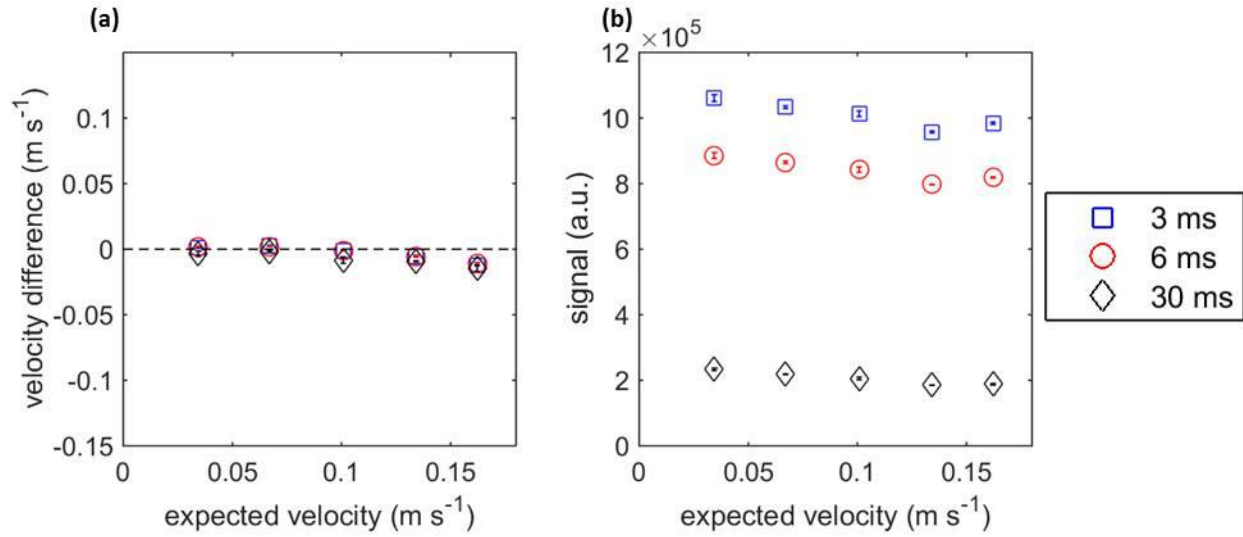 (a)
(b)
×10⁵
velocity difference (m s⁻¹)
0.1
0.05
0
-0.05
-0.1
-0.15
0
0.05
0.1
0.15
expected velocity (m s⁻¹)
signal (a.u.)
12
10
8
6
4
2
0
0
0.05
0.1
0.15
expected velocity (m s⁻¹)
3 ms
6 ms
30 ms